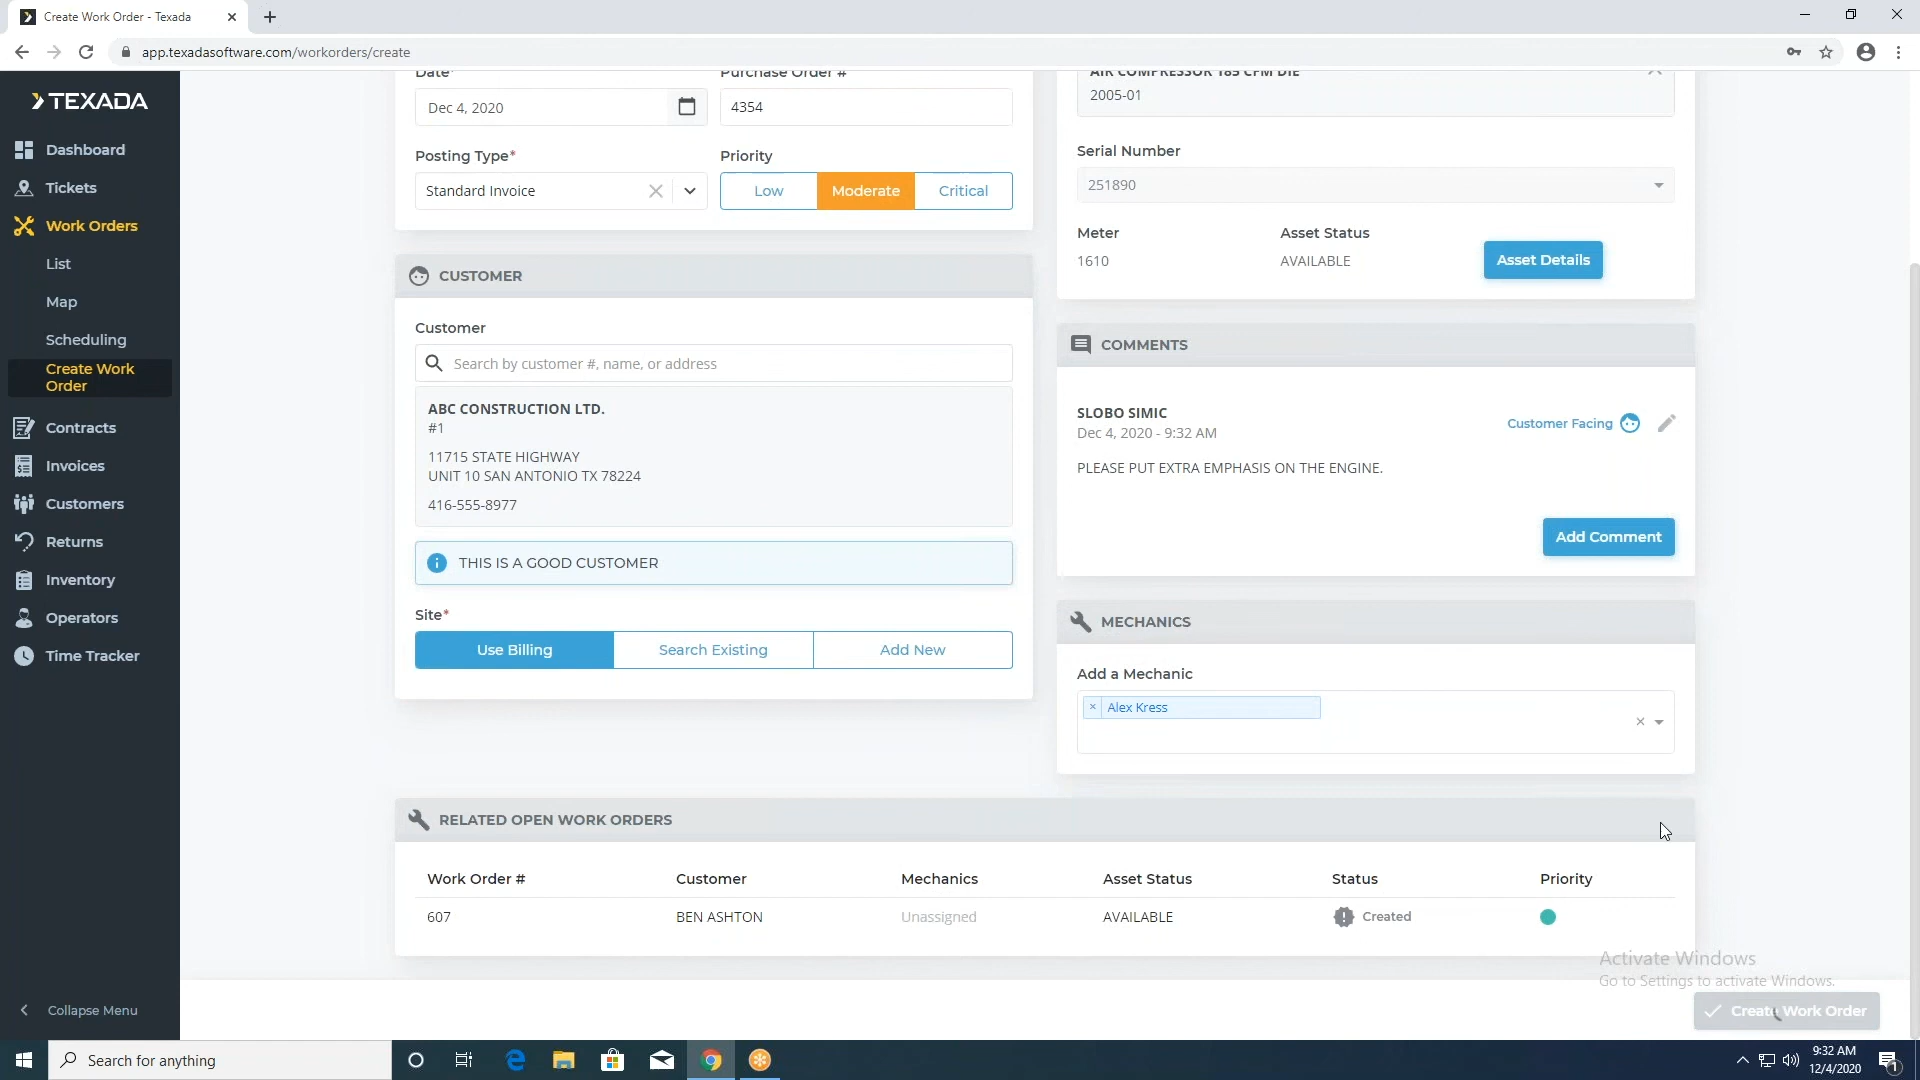 Create Work Order - Texada
app.texadasoftware.com/workorders/create
TEXADA
Dashboard
Tickets
Work Orders
List
Map
Scheduling
Create Work
Order
Contracts
Invoices
Customers
Returns
Inventory
Operators
Time Tracker
Collapse Menu
Date*
Purchase Order #
Dec 4, 2020
4354
Posting Type*
Priority
Standard Invoice
Low
Moderate
Critical
CUSTOMER
Customer
Search by customer #, name, or address
ABC CONSTRUCTION LTD.
#1
11715 STATE HIGHWAY
UNIT 10 SAN ANTONIO TX 78224
416-555-8977
THIS IS A GOOD CUSTOMER
Site*
Use Billing
Search Existing
Add New
AIR COMPRESSOR 185 CFM DIE
2005-01
Serial Number
251890
Meter
Asset Status
1610
AVAILABLE
Asset Details
COMMENTS
SLOBO SIMIC
Dec 4, 2020 - 9:32 AM
Customer Facing
PLEASE PUT EXTRA EMPHASIS ON THE ENGINE.
Add Comment
MECHANICS
Add a Mechanic
× Alex Kress
RELATED OPEN WORK ORDERS
Work Order # Customer Mechanics Asset Status Status Priority
607 BEN ASHTON Unassigned AVAILABLE Created
Activate Windows
Go to Settings to activate Windows.
Create Work Order
Search for anything
9:32 AM
12/4/2020
1